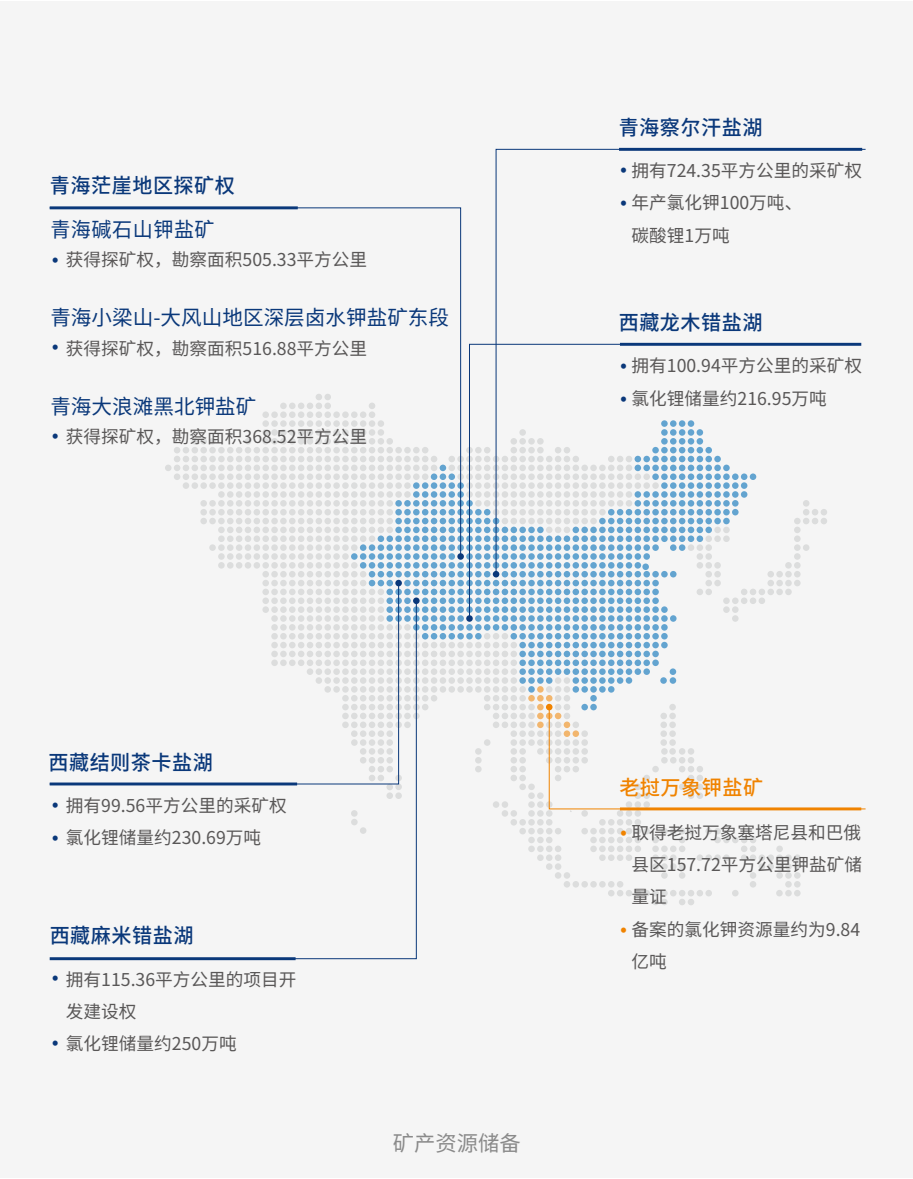 青海茫崖地区探矿权
青海碱石山钾盐矿
• 获得探矿权，勘察面积505.33平方公里
青海小梁山-大风山地区深层卤水钾盐矿东段
• 获得探矿权，勘察面积516.88平方公里
青海大浪滩黑北钾盐矿
• 获得探矿权，勘察面积368.52平方公里
青海察尔汗盐湖
• 拥有724.35平方公里的采矿权
• 年产氯化钾100万吨、
碳酸锂1万吨
西藏龙木错盐湖
• 拥有100.94平方公里的采矿权
• 氯化锂储量约216.95万吨
西藏结则茶卡盐湖
• 拥有99.56平方公里的采矿权
• 氯化锂储量约230.69万吨
西藏麻米错盐湖
• 拥有115.36平方公里的项目开
发建设权
• 氯化锂储量约250万吨
老挝万象钾盐矿
• 取得老挝万象塞塔尼县和巴俄
县区157.72平方公里钾盐矿储
量证
• 备案的氯化钾资源量约为9.84
亿吨
矿产资源储备